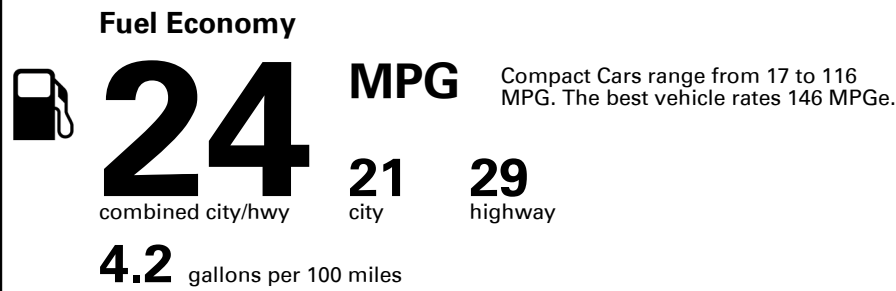 Fuel Economy
24
MPG
Compact Cars range from 17 to 116
MPG. The best vehicle rates 146 MPGe.
combined city/hwy
21
city
29
highway
4.2 gallons per 100 miles